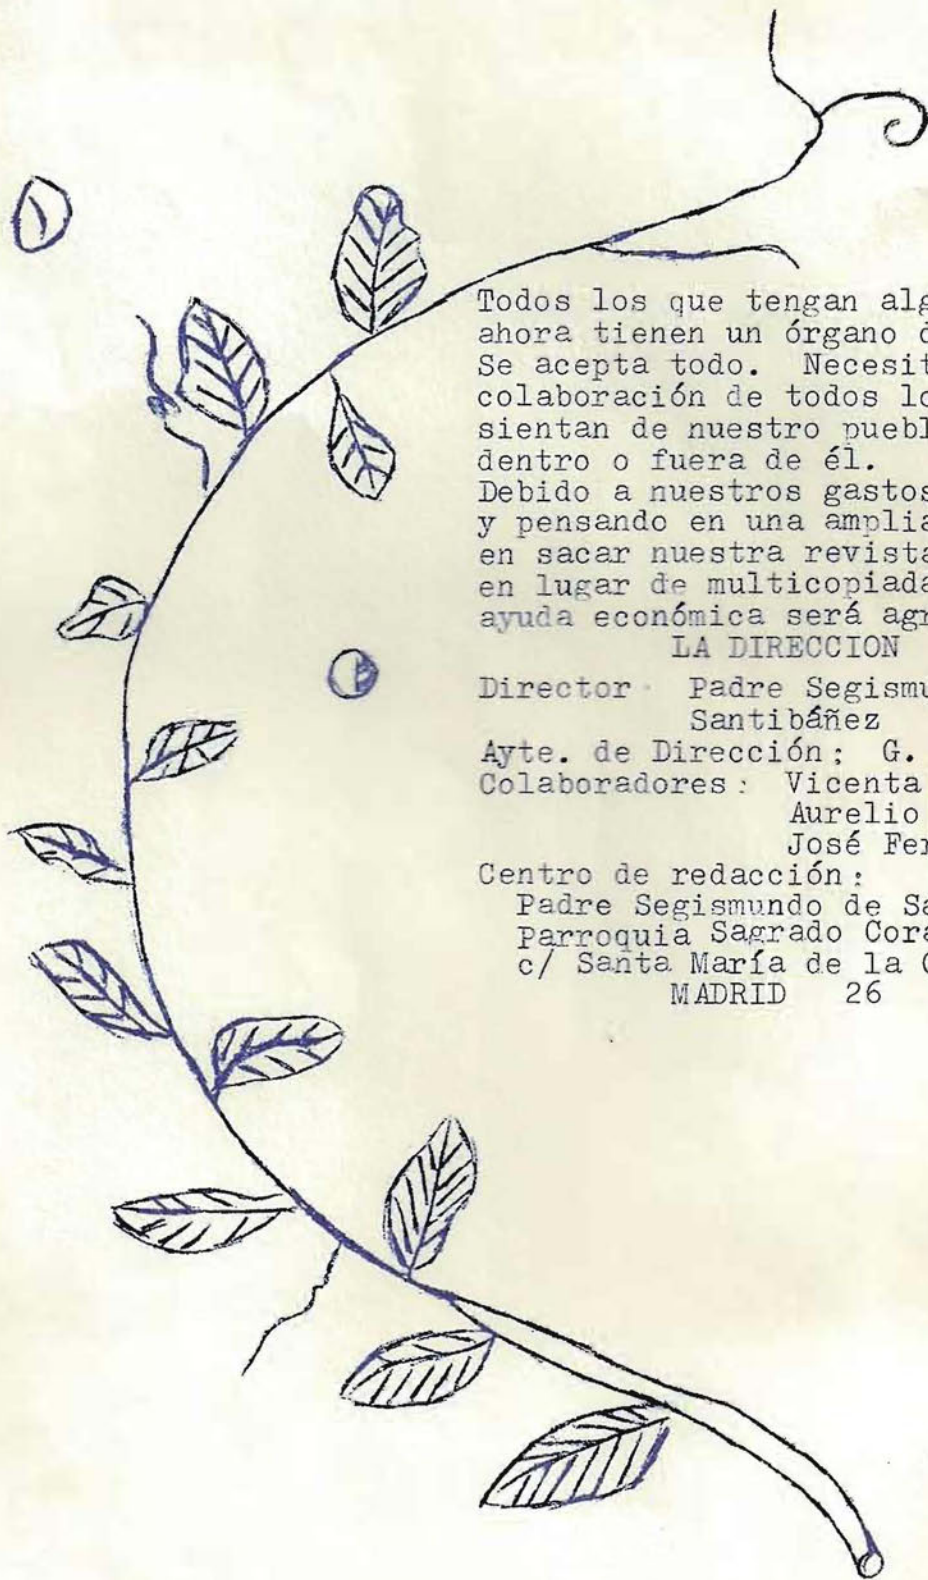 Todos los que tengan alg
ahora tienen un órgano d
Se acepta todo. Necesit
colaboración de todos lo
sientan de nuestro puebl
dentro o fuera de él.
Debido a nuestros gastos
y pensando en una amplia
en sacar nuestra revista
en lugar de multicopiada
ayuda económica será agr
LA DIRECCION
Director Padre Segismu
Santibáñez
Ayte. de Dirección; G.
Colaboradores: Vicenta
Aurelio
José Fer
Centro de redacción:
Padre Segismundo de Sa
Parroquia Sagrado Cora
c/ Santa María de la C
MADRID 26